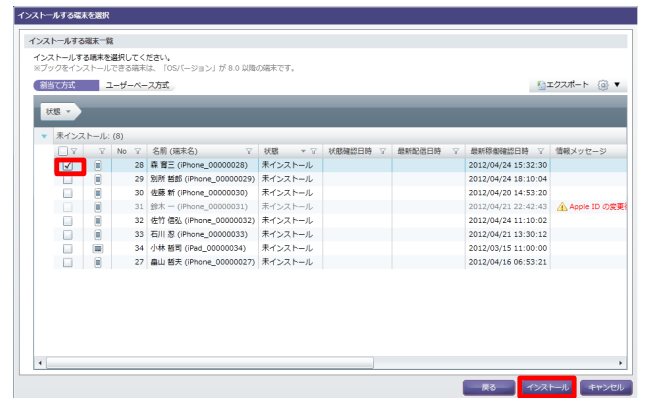 インストールする端末を選択
インストールする端末一覧
インストールする端末を選択してください。
※ブックをインストールできる端末は、「OSバージョン」が 8.0 以降の端末です。
割当て方式 ユーザーベース方式 エクスポート
状態
未インストール: (8)
No 名前 (端末名) 状態 状態確認日時 最新配信日時 最新稼働確認日時 情報メッセージ
28 森 寛三 (iPhone_00000028) 未インストール 2012/04/24 15:32:30
29 別所 哲郎 (iPhone_00000029) 未インストール 2012/04/24 18:10:04
30 佐藤 新 (iPhone_00000030) 未インストール 2012/04/20 14:53:20
31 鈴木 一 (iPhone_00000031) 未インストール 2012/04/21 22:42:43 Apple ID の変更
32 佐竹 信弘 (iPhone_00000032) 未インストール 2012/04/24 11:10:02
33 石川 忍 (iPhone_00000033) 未インストール 2012/04/21 13:30:12
34 小林 哲司 (iPad_00000034) 未インストール 2012/03/15 11:00:00
27 畠山 哲夫 (iPhone_00000027) 未インストール 2012/04/16 06:53:21
戻る インストール キャンセル